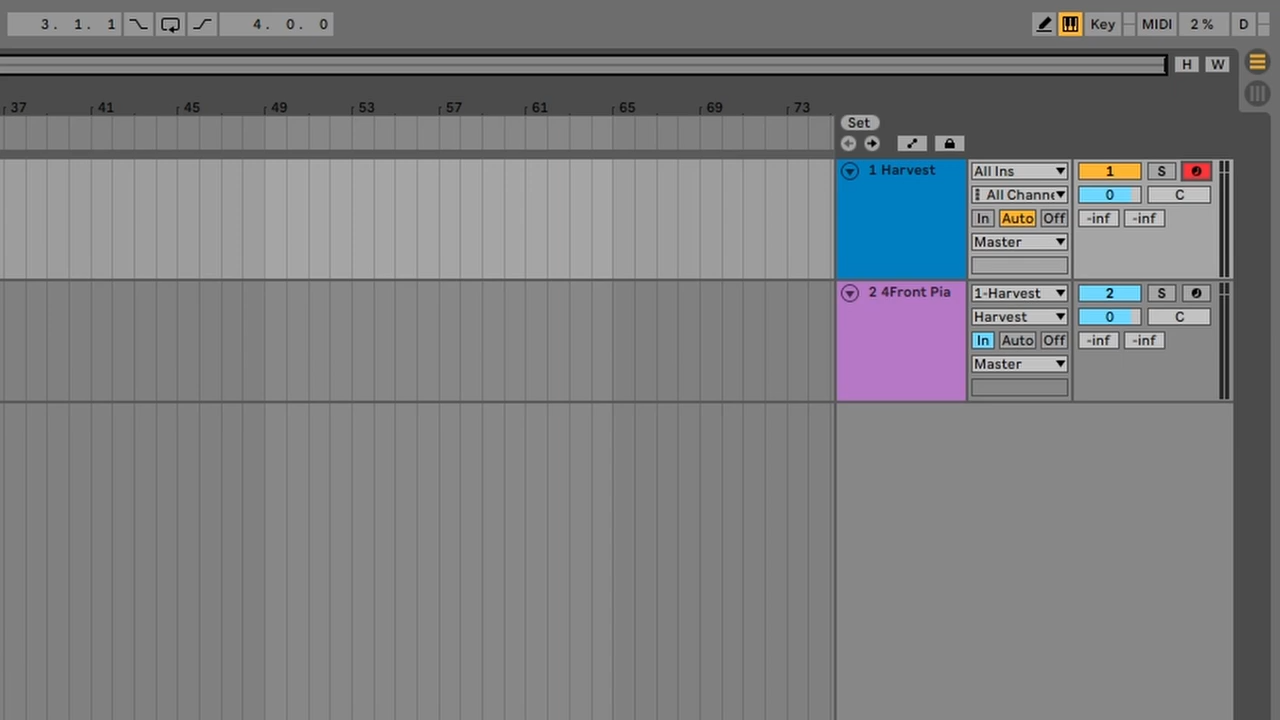 3. 1. 1 4. 0. 0 Key MIDI 2 % D
H W
37 41 45 49 53 57 61 65 69 73
Set
1 Harvest All Ins 1 S
All Channe 0 C
In Auto Off -inf -inf
Master
2 4Front Pia 1-Harvest 2 S
Harvest 0 C
In Auto Off -inf -inf
Master